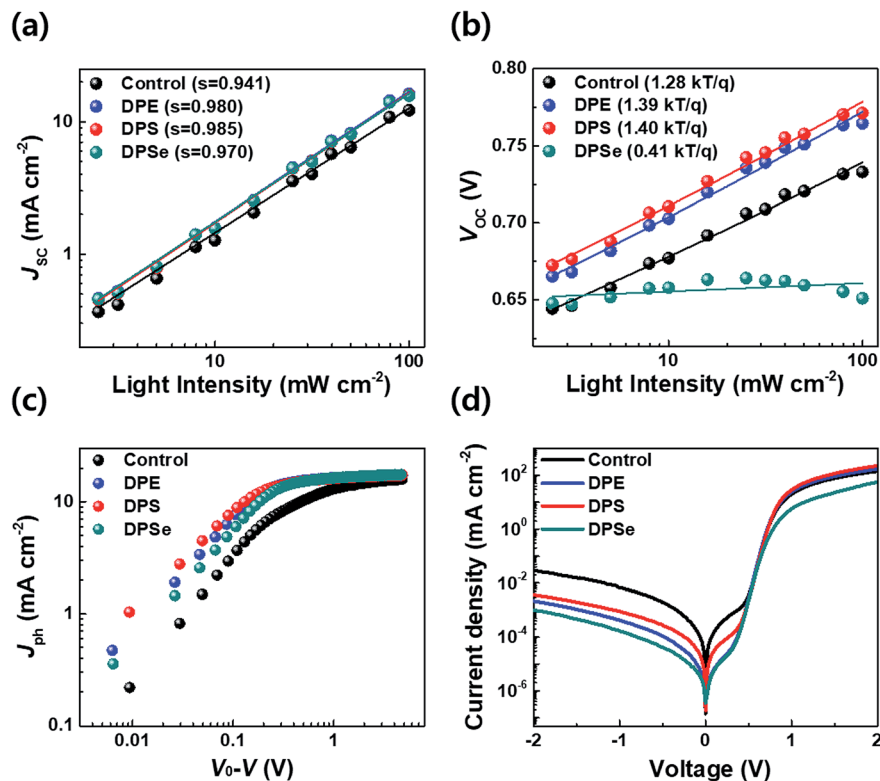 (a)
Control (s=0.941)
DPE (s=0.980)
DPS (s=0.985)
DPSe (s=0.970)
10
1
J_SC (mA cm⁻²)
10
100
Light Intensity (mW cm⁻²)
(b)
0.80
0.75
0.70
0.65
0.60
Control (1.28 kT/q)
DPE (1.39 kT/q)
DPS (1.40 kT/q)
DPSe (0.41 kT/q)
V_OC (V)
10
100
Light Intensity (mW cm⁻²)
(c)
Control
DPE
DPS
DPSe
10
1
0.1
J_ph (mA cm⁻²)
0.01
0.1
1
V₀-V (V)
(d)
Control
DPE
DPS
DPSe
10²
10⁰
10⁻²
10⁻⁴
10⁻⁶
Current density (mA cm⁻²)
-2
-1
0
1
2
Voltage (V)